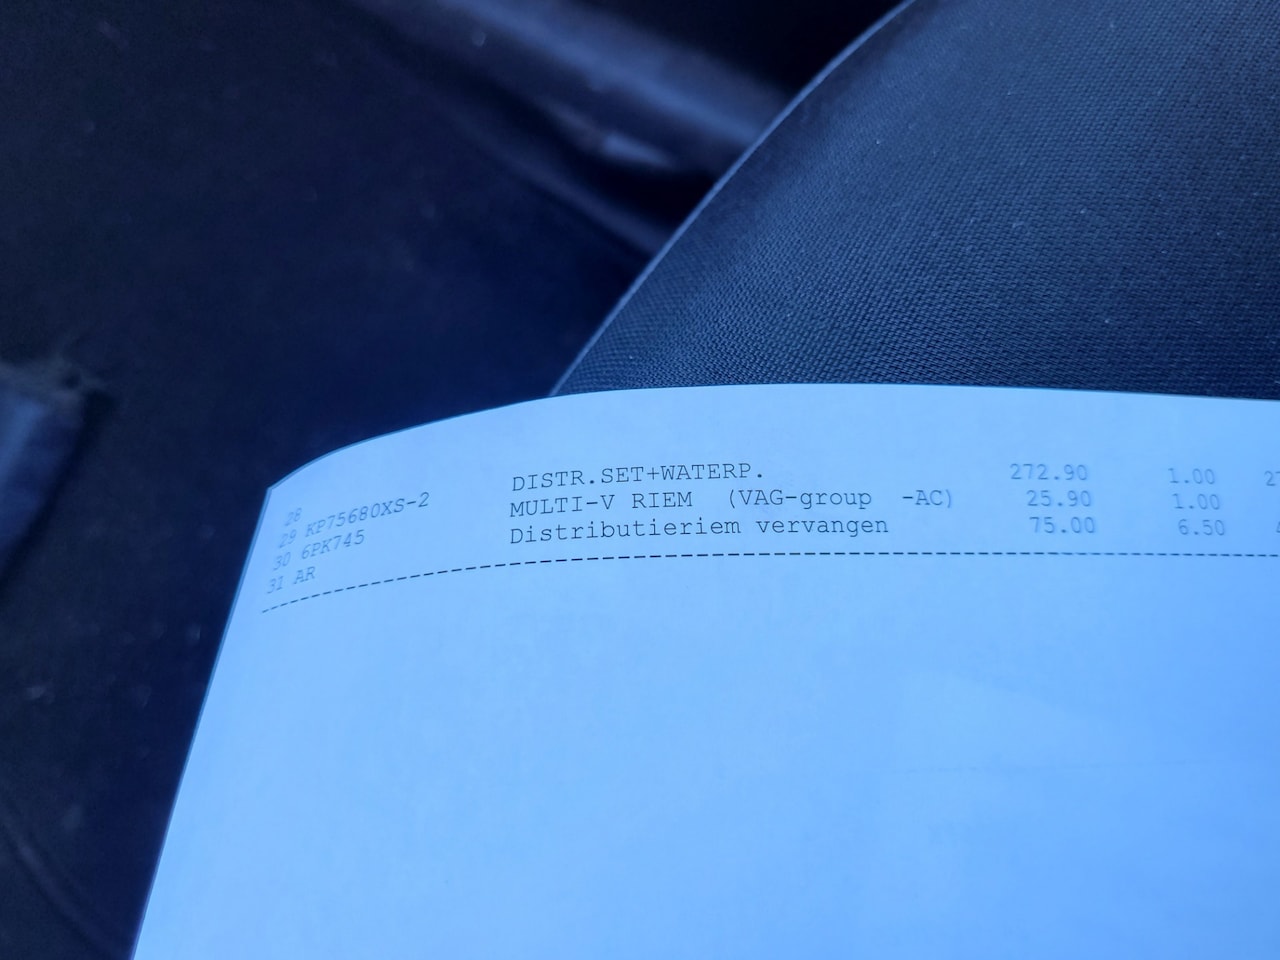 28
29 KP75680XS-2 DISTR.SET+WATERP. 272.90 1.00 27
30 6PK745 MULTI-V RIEM (VAG-group -AC) 25.90 1.00
31 AR Distributieriem vervangen 75.00 6.50